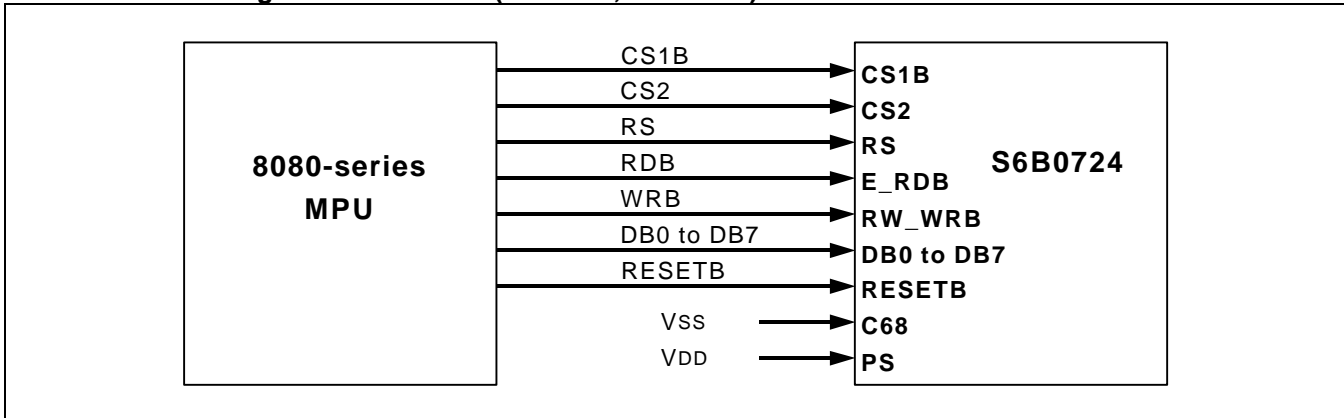 CS1B
CS2
RS
RDB
WRB
DB0 to DB7
RESETB
VSS
VDD
8080-series
MPU
CS1B
CS2
RS
E_RDB
RW_WRB
DB0 to DB7
RESETB
C68
PS
S6B0724